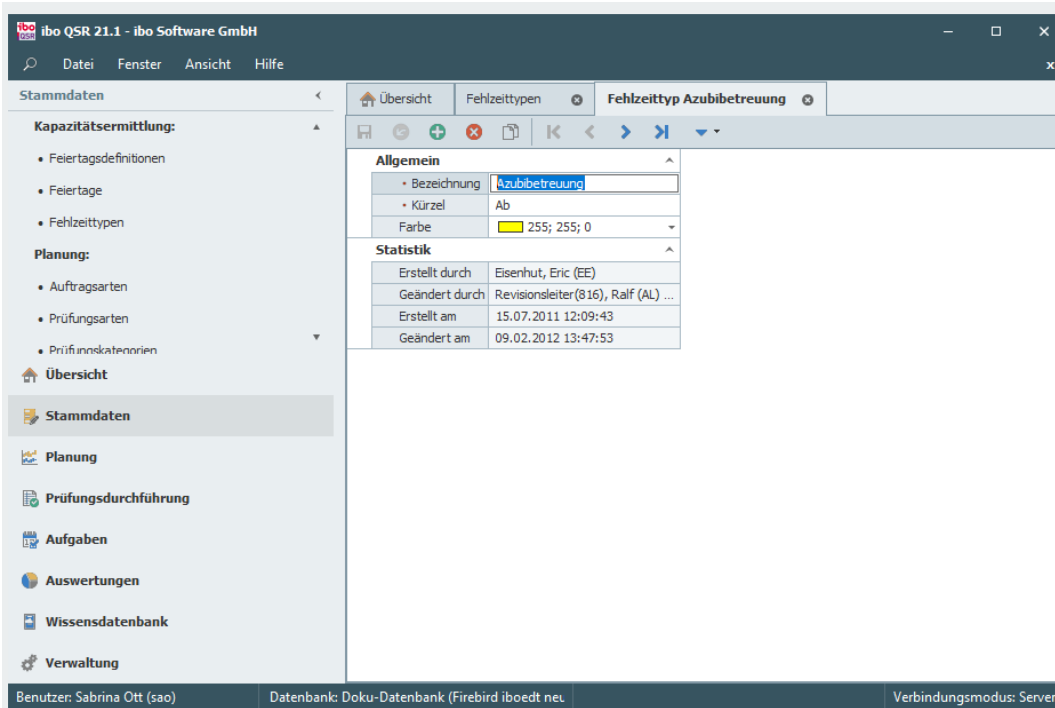 ibo QSR 21.1 - ibo Software GmbH
Datei Fenster Ansicht Hilfe
Stammdaten
Kapazitätsermittlung:
• Feiertagsdefinitionen
• Feiertage
• Fehlzeittypen
Planung:
• Auftragsarten
• Prüfungsarten
• Prüfungskategorien
Übersicht
Stammdaten
Planung
Prüfungsdurchführung
Aufgaben
Auswertungen
Wissensdatenbank
Verwaltung
Übersicht Fehlzeittypen Fehlzeittyp Azubibetreuung
Allgemein
• Bezeichnung Azubibetreuung
• Kürzel Ab
Farbe 255; 255; 0
Statistik
Erstellt durch Eisenhut, Eric (EE)
Geändert durch Revisionsleiter(816), Ralf (AL) ...
Erstellt am 15.07.2011 12:09:43
Geändert am 09.02.2012 13:47:53
Benutzer: Sabrina Ott (sao) Datenbank: Doku-Datenbank (Firebird iboedt neu Verbindungsmodus: Server